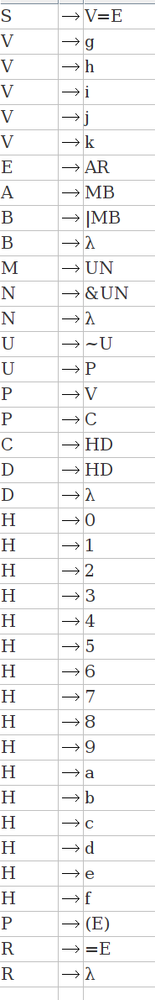 S → V=E
V → g
V → h
V → i
V → j
V → k
E → AR
A → MB
B → |MB
B → λ
M → UN
N → &UN
N → λ
U → ~U
U → P
P → V
P → C
C → HD
D → HD
D → λ
H → 0
H → 1
H → 2
H → 3
H → 4
H → 5
H → 6
H → 7
H → 8
H → 9
H → a
H → b
H → c
H → d
H → e
H → f
P → (E)
R → =E
R → λ